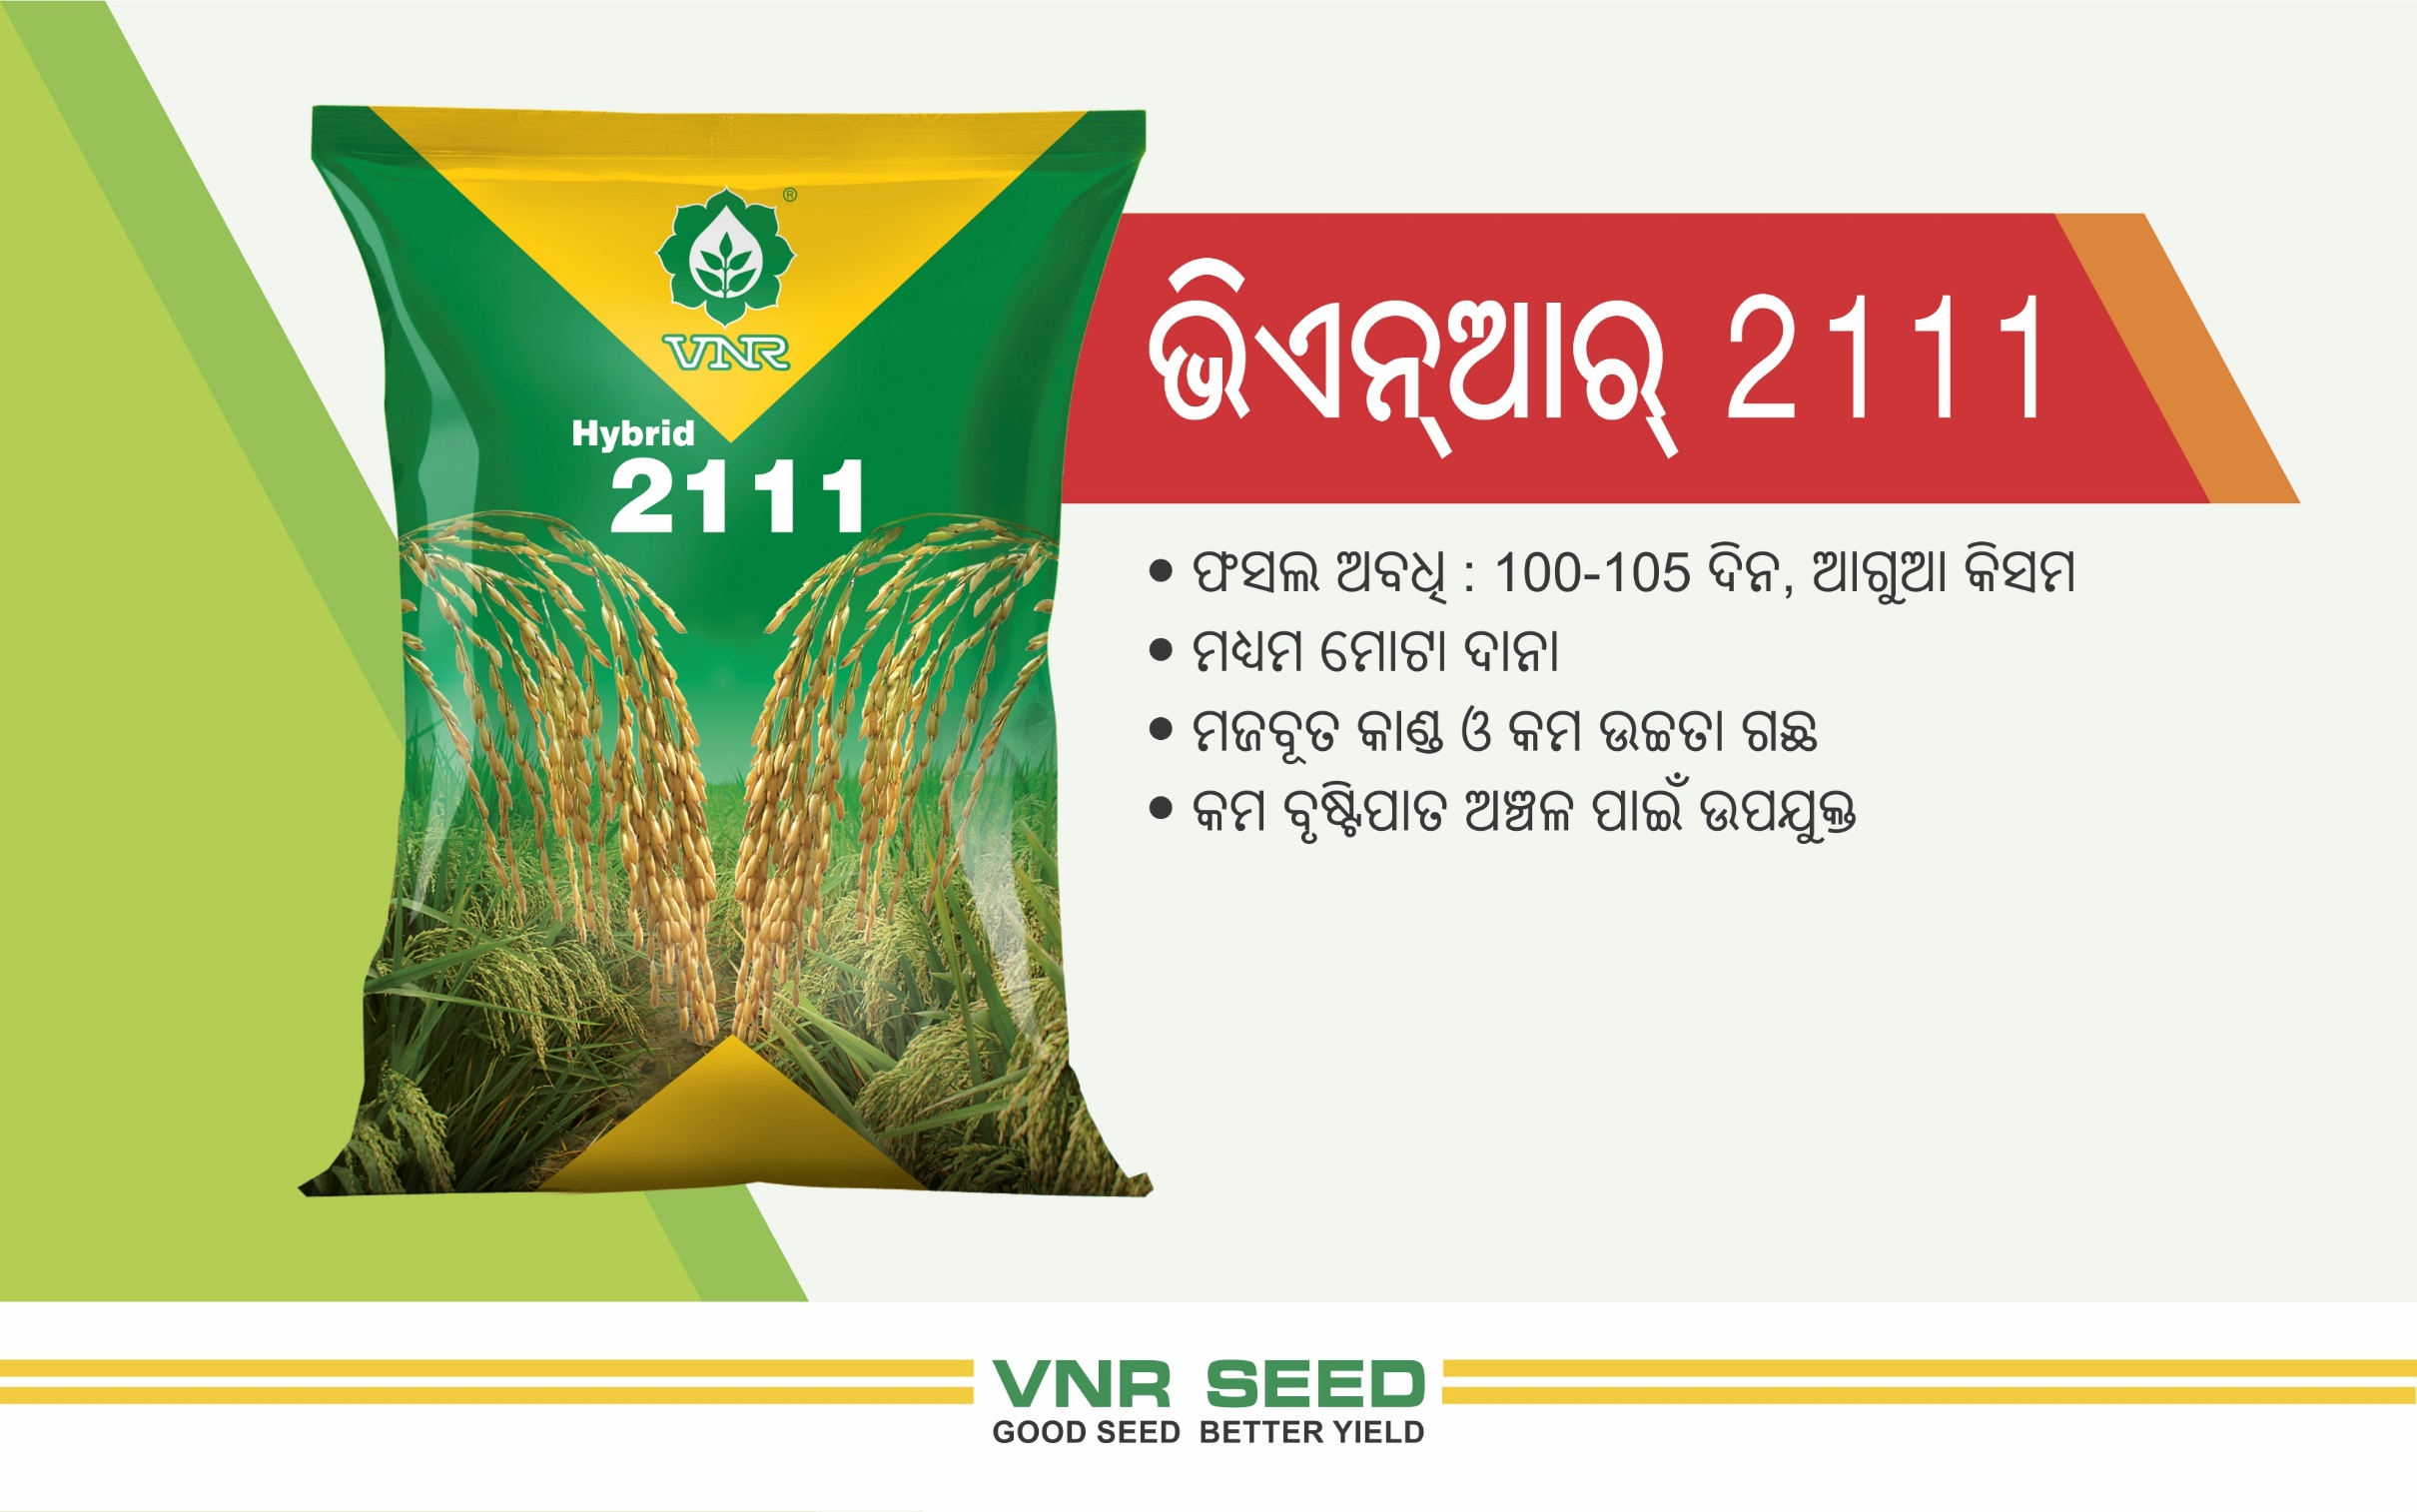 ®
VNR
Hybrid
2111
ଭିଏନ୍ଆର୍ 2111
• ଫସଲ ଅବଧି : 100-105 ଦିନ, ଆଗୁଆ କିସମ
• ମଧ୍ୟମ ମୋଟା ଦାନା
• ମଜବୂତ କାଣ୍ଡ ଓ କମ ଉଚ୍ଚତା ଗଛ
• କମ ବୃଷ୍ଟିପାତ ଅଞ୍ଚଳ ପାଇଁ ଉପଯୁକ୍ତ
VNR SEED
GOOD SEED BETTER YIELD